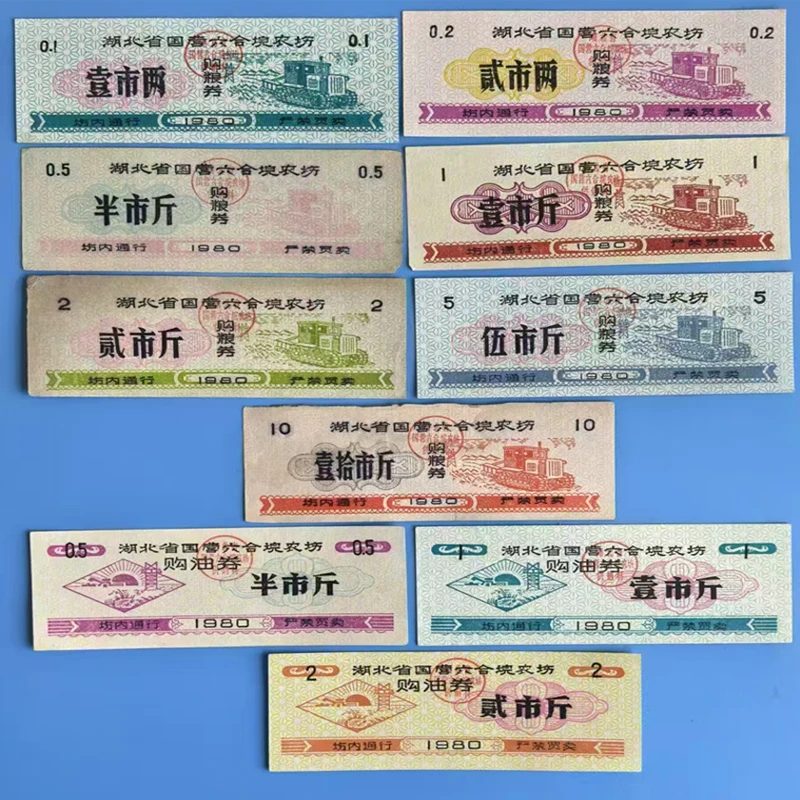 0.1 湖北省国营六合垸农场 0.1
壹市两
购粮券
场内通行 1980 严禁买卖
0.2 湖北省国营六合垸农场 0.2
贰市两
购粮券
场内通行 1980 严禁买卖
0.5 湖北省国营六合垸农场 0.5
半市斤
购粮券
场内通行 1980 严禁买卖
1 湖北省国营六合垸农场 1
壹市斤
购粮券
场内通行 1980 严禁买卖
2 湖北省国营六合垸农场 2
贰市斤
购粮券
场内通行 1980 严禁买卖
5 湖北省国营六合垸农场 5
伍市斤
购粮券
场内通行 1980 严禁买卖
10 湖北省国营六合垸农场 10
壹拾市斤
购粮券
场内通行 1980 严禁买卖
0.5 湖北省国营六合垸农场 0.5
购油券
半市斤
场内通行 1980 严禁买卖
1 湖北省国营六合垸农场 1
购油券
壹市斤
场内通行 1980 严禁买卖
2 湖北省国营六合垸农场 2
购油券
贰市斤
场内通行 1980 严禁买卖